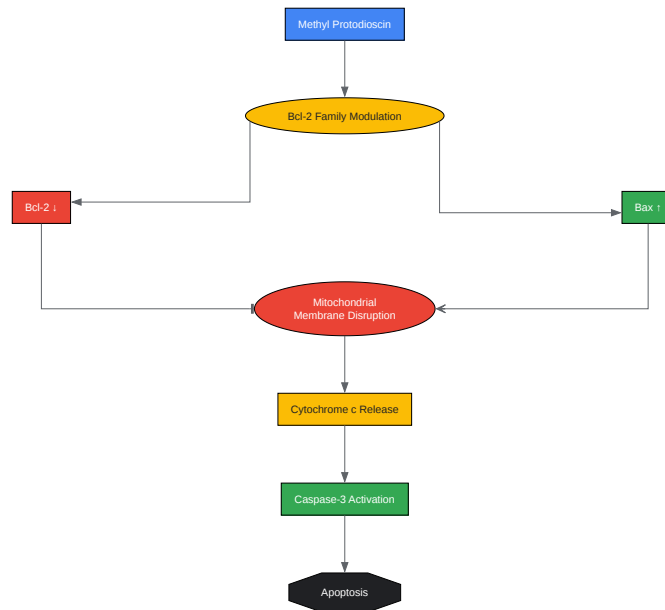 Methyl Protodioscin
Bcl-2 Family Modulation
Bcl-2 ↓
Bax ↑
Mitochondrial
Membrane Disruption
Cytochrome c Release
Caspase-3 Activation
Apoptosis